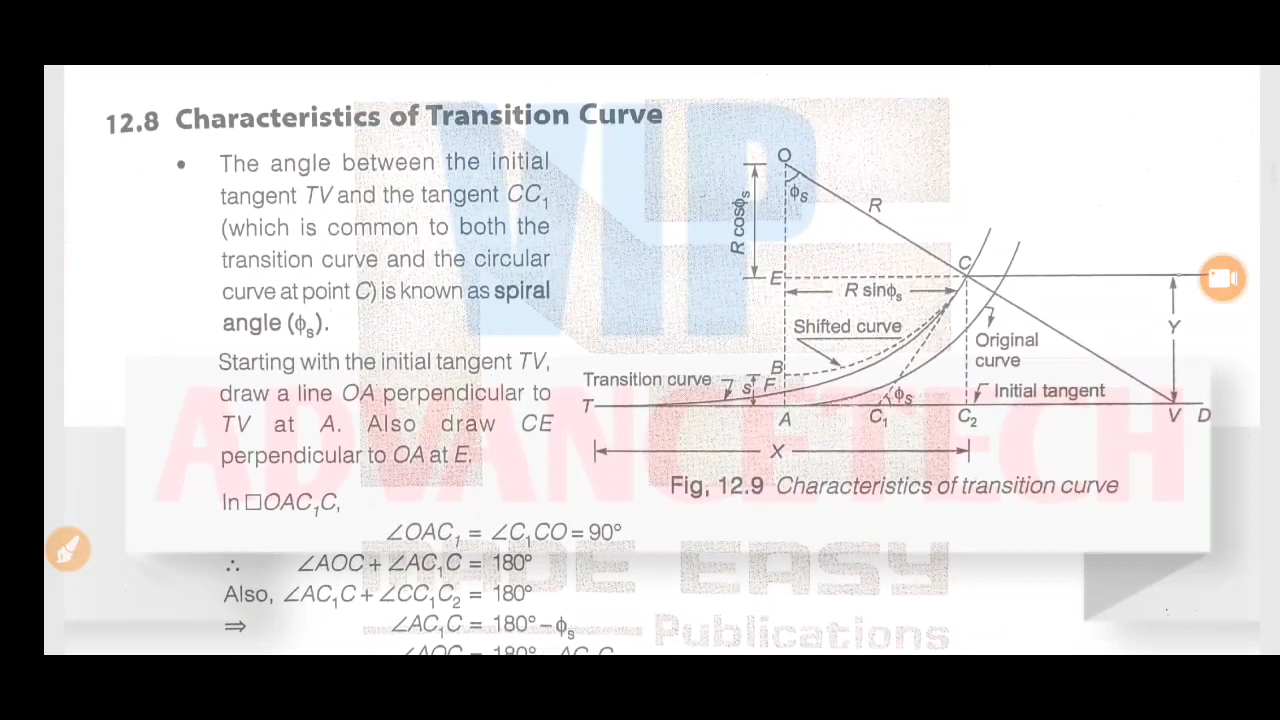 12.8 Characteristics of Transition Curve
• The angle between the initial
tangent TV and the tangent CC₁
(which is common to both the
transition curve and the circular
curve at point C) is known as spiral
angle (ϕₛ).
Starting with the initial tangent TV,
draw a line OA perpendicular to
TV at A. Also draw CE
perpendicular to OA at E.
In □OAC₁C,
∠OAC₁ = ∠C₁CO = 90°
∴ ∠AOC + ∠AC₁C = 180°
Also, ∠AC₁C + ∠CC₁C₂ = 180°
⇒ ∠AC₁C = 180° – ϕₛ
∠AOC = 180° – AC₁C
O
ϕₛ
R
R cosϕₛ
C
E
R sinϕₛ
Shifted curve
Y
Original
curve
B
Transition curve
s
F
ϕₛ
Initial tangent
T
A
C₁
C₂
V
D
X
Fig. 12.9 Characteristics of transition curve
VIP
ADVANCETECH
MADE EASY
Publications